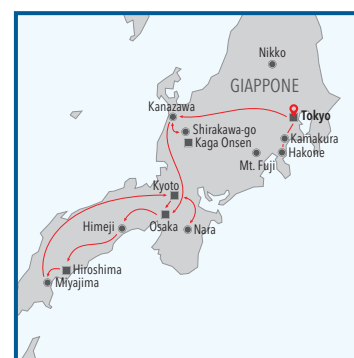 Nikko
GIAPPONE
Kanazawa
Tokyo
Shirakawa-go
Kamakura
Kaga Onsen
Hakone
Mt. Fuji
Kyoto
Himeji
Osaka
Nara
Hiroshima
Miyajima